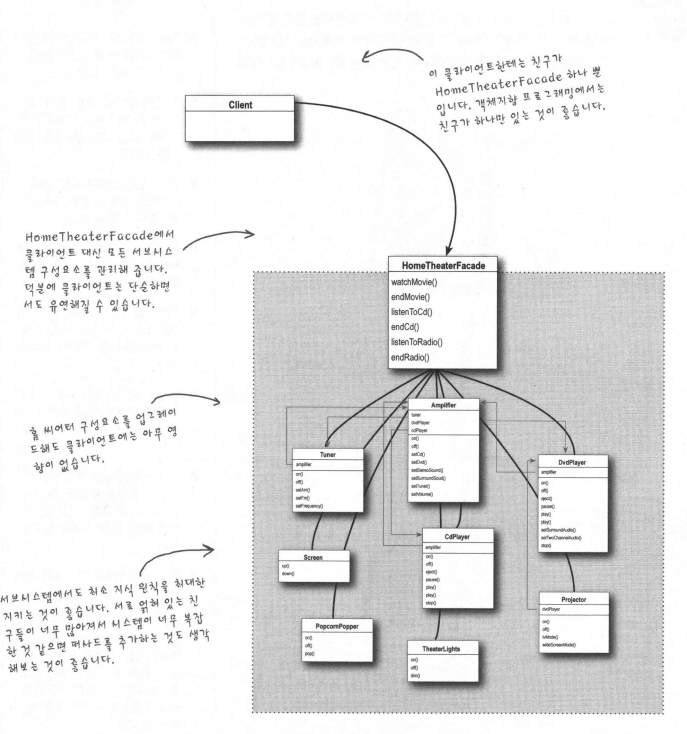 이 클라이언트한테는 친구가
HomeTheaterFacade 하나 뿐
입니다. 객체지향 프로그래밍에서는
친구가 하나만 있는 것이 좋습니다.
Client
HomeTheaterFacade에서
클라이언트 대신 모든 서브시스
템 구성요소를 관리해 줍니다.
덕분에 클라이언트는 단순하면
서도 유연해질 수 있습니다.
HomeTheaterFacade
watchMovie()
endMovie()
listenToCd()
endCd()
listenToRadio()
endRadio()
홈 씨어터 구성요소를 업그레이
드해도 클라이언트에는 아무 영
향이 없습니다.
Amplifier
tuner
dvdPlayer
cdPlayer
on()
off()
setCd()
setDvd()
setStereoSound()
setSurroundSoud()
setTuner()
setVolume()
Tuner
amplifier
on()
off()
setAm()
setFm()
setFrequency()
DvdPlayer
amplifier
on()
off()
eject()
pause()
play()
play()
setSurroundAudio()
setTwoChannelAudio()
stop()
Screen
up()
down()
CdPlayer
amplifier
on()
off()
eject()
pause()
play()
play()
stop()
서브시스템에서도 최소 지식 원칙을 최대한
지키는 것이 좋습니다. 서로 얽혀 있는 친
구들이 너무 많아져서 시스템이 너무 복잡
한 것 같으면 퍼사드를 추가하는 것도 생각
해보는 것이 좋습니다.
PopcornPopper
on()
off()
pop()
TheaterLights
on()
off()
dim()
Projector
dvdPlayer
on()
off()
tvMode()
wideScreenMode()